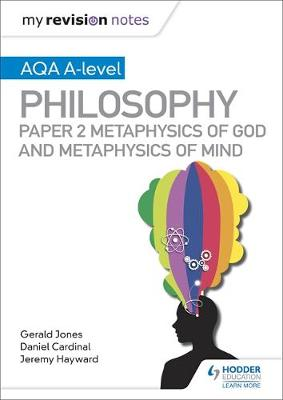 my revision notes
AQA A-level
PHILOSOPHY
PAPER 2 METAPHYSICS OF GOD
AND METAPHYSICS OF MIND
Gerald Jones
Daniel Cardinal
Jeremy Hayward
HODDER
EDUCATION
LEARN MORE